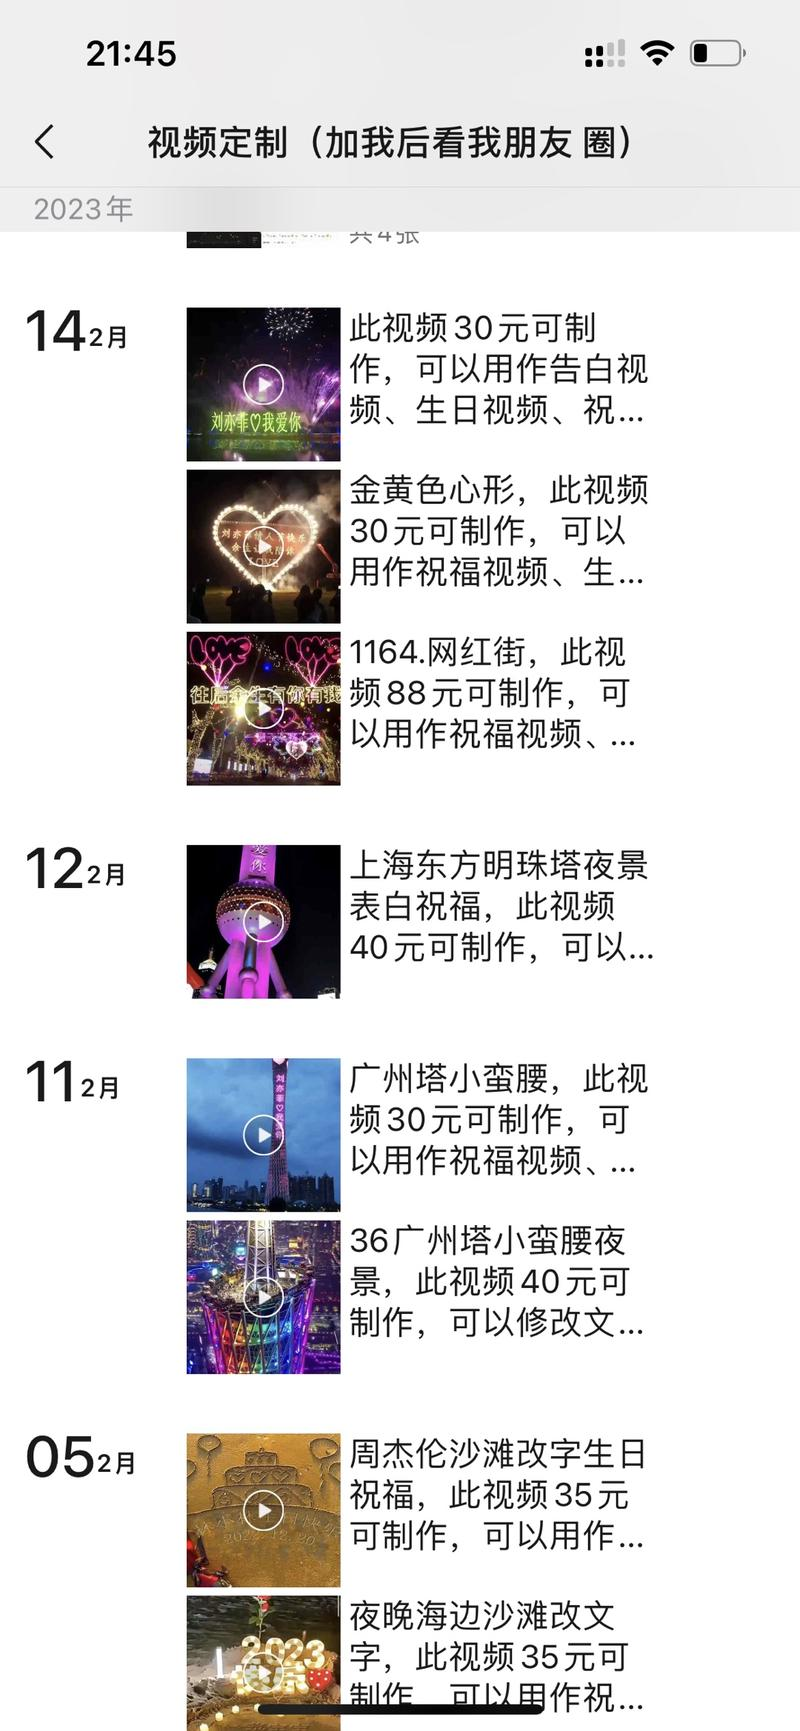 21:45
视频定制（加我后看我朋友 圈）
2023年
共4张
14 2月
刘亦菲♡我爱你
此视频30元可制
作，可以用作告白视
频、生日视频、祝...
金黄色心形，此视频
30元可制作，可以
用作祝福视频、生...
LOVE LOVE
往后余生有你有我
1164.网红街，此视
频88元可制作，可
以用作祝福视频、...
12 2月
爱你
上海东方明珠塔夜景
表白祝福，此视频
40元可制作，可以...
11 2月
刘亦菲♡我爱你
广州塔小蛮腰，此视
频30元可制作，可
以用作祝福视频、...
36广州塔小蛮腰夜
景，此视频40元可
制作，可以修改文...
05 2月
周杰伦沙滩改字生日
祝福，此视频35元
可制作，可以用作...
2023
夜晚海边沙滩改文
字，此视频35元可
制作，可以用作祝...